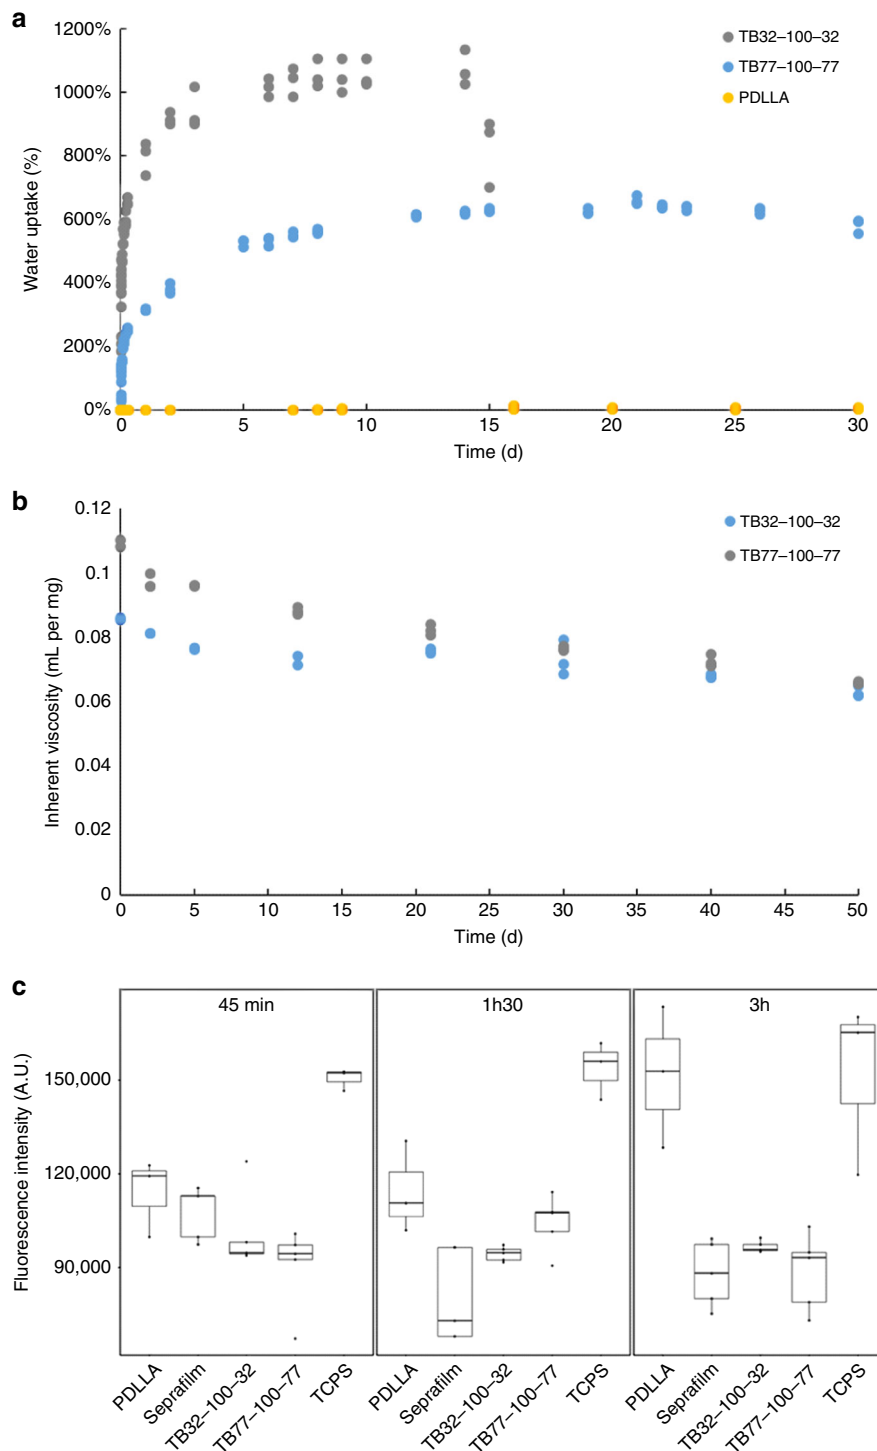 a
1200%
1000%
800%
600%
400%
200%
0%
Water uptake (%)
TB32–100–32
TB77–100–77
PDLLA
0 5 10 15 20 25 30
Time (d)
b
0.12
0.1
0.08
0.06
0.04
0.02
0
Inherent viscosity (mL per mg)
TB32–100–32
TB77–100–77
0 5 10 15 20 25 30 35 40 45 50
Time (d)
c
45 min 1h30 3h
150,000
120,000
90,000
Fluorescence intensity (A.U.)
PDLLA Seprafilm TB32–100–32 TB77–100–77 TCPS PDLLA Seprafilm TB32–100–32 TB77–100–77 TCPS PDLLA Seprafilm TB32–100–32 TB77–100–77 TCPS